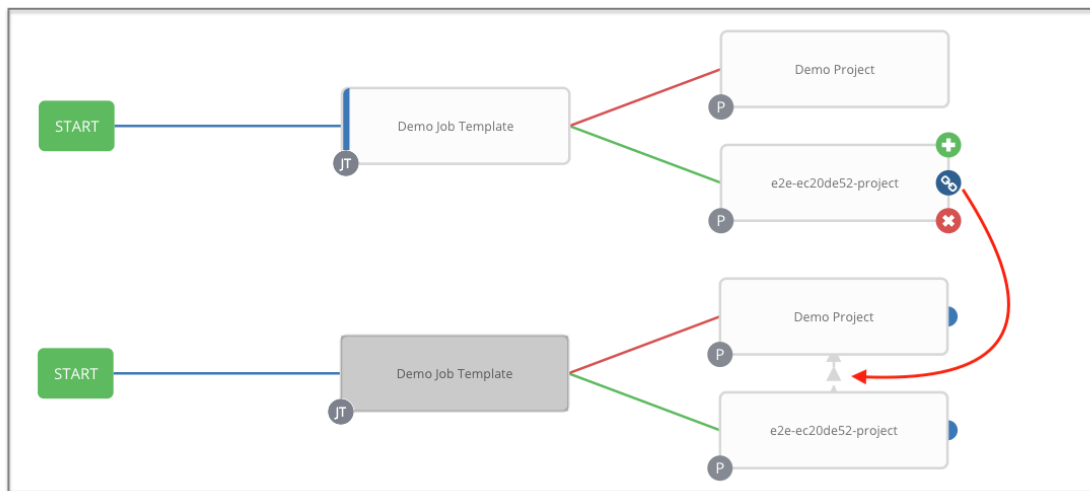 Demo Project
START
Demo Job Template
P
JT
e2e-ec20de52-project
P
Demo Project
START
Demo Job Template
P
JT
e2e-ec20de52-project
P